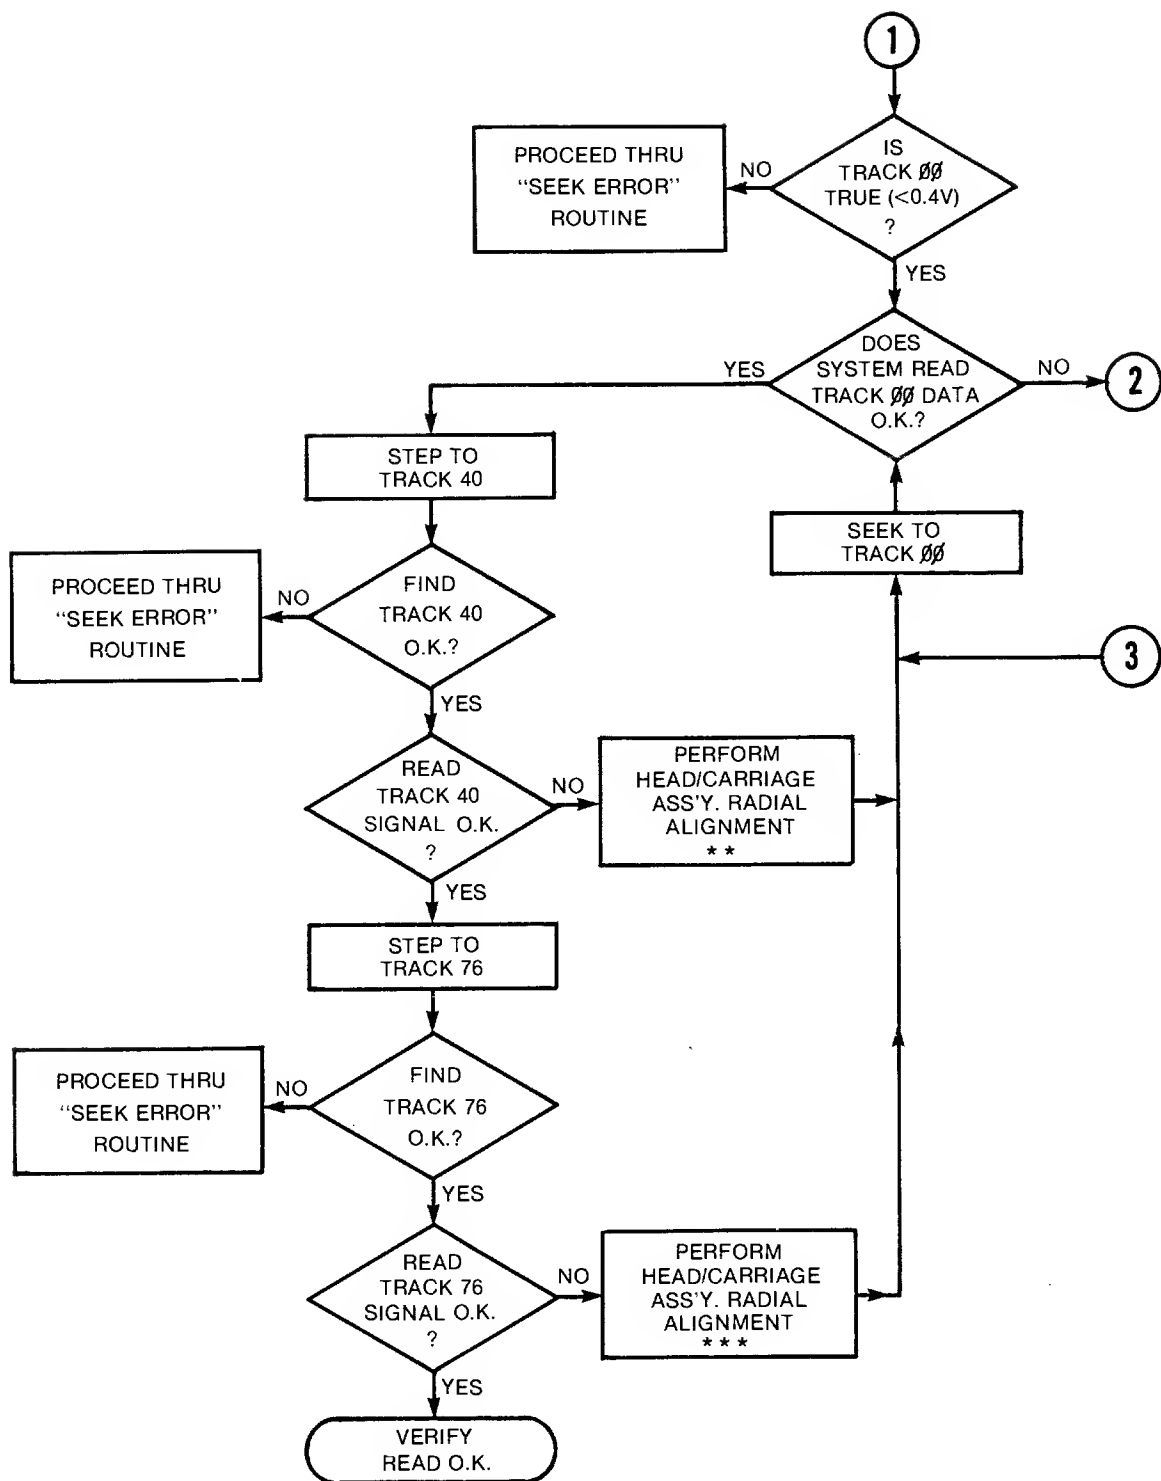 1
IS
TRACK ØØ
TRUE (<0.4V)
?
NO
PROCEED THRU
“SEEK ERROR”
ROUTINE
YES
DOES
SYSTEM READ
TRACK ØØ DATA
O.K.?
YES
NO
2
STEP TO
TRACK 40
SEEK TO
TRACK ØØ
FIND
TRACK 40
O.K.?
NO
PROCEED THRU
“SEEK ERROR”
ROUTINE
3
YES
READ
TRACK 40
SIGNAL O.K.
?
NO
PERFORM
HEAD/CARRIAGE
ASS'Y. RADIAL
ALIGNMENT
* *
YES
STEP TO
TRACK 76
FIND
TRACK 76
O.K.?
NO
PROCEED THRU
“SEEK ERROR”
ROUTINE
YES
READ
TRACK 76
SIGNAL O.K.
?
NO
PERFORM
HEAD/CARRIAGE
ASS'Y. RADIAL
ALIGNMENT
* * *
YES
VERIFY
READ O.K.